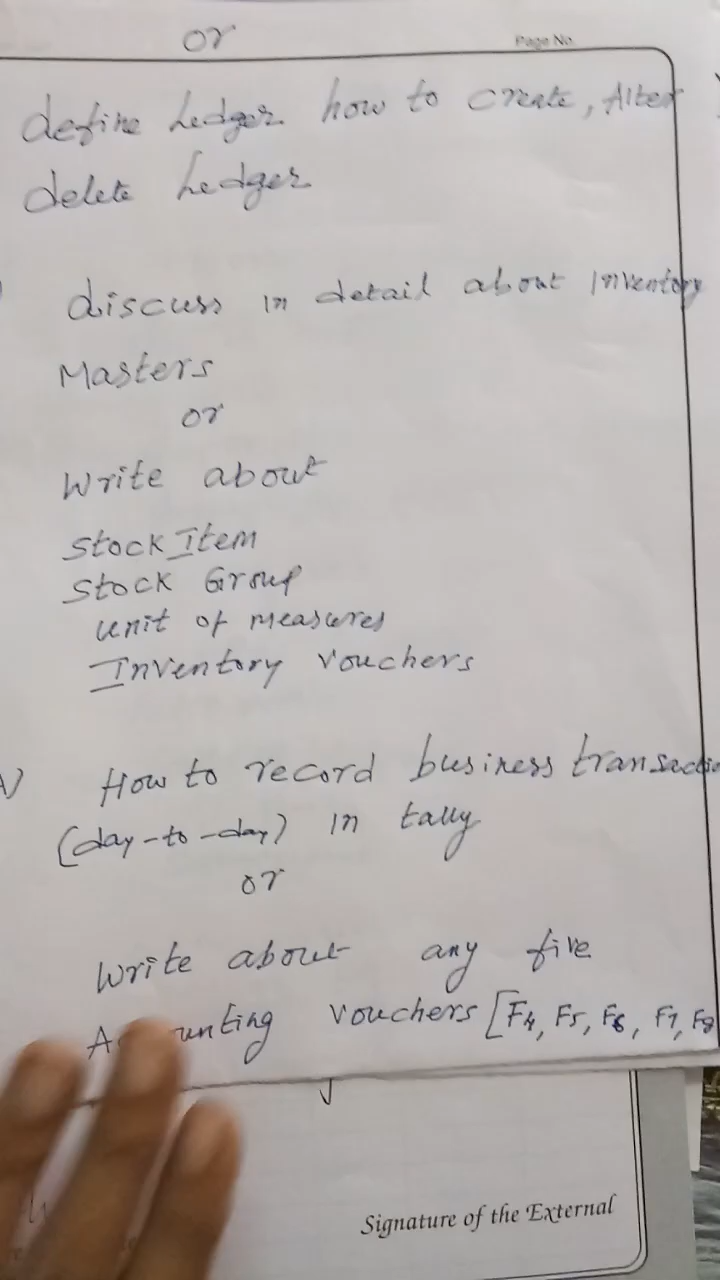 or
Page No.
define Ledger how to create, Alter
delete Ledger
discuss in detail about Inventory
Masters
or
Write about
Stock Item
Stock Group
unit of measures
Inventory vouchers
How to record business transactio
(day-to-day) in tally
or
Write about any five
A unting vouchers [F4, F5, F6, F7, F8
Signature of the External